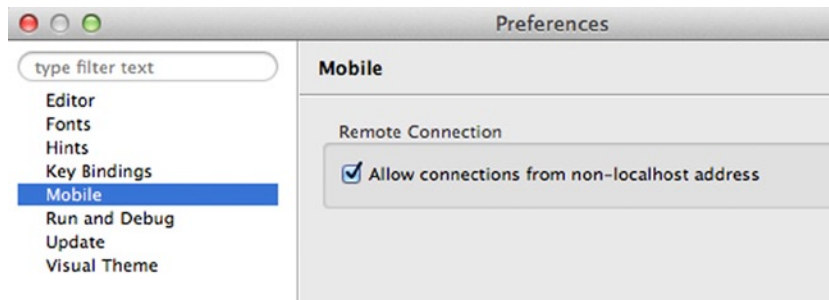 Preferences
type filter text
Editor
Fonts
Hints
Key Bindings
Mobile
Run and Debug
Update
Visual Theme
Mobile
Remote Connection
Allow connections from non-localhost address